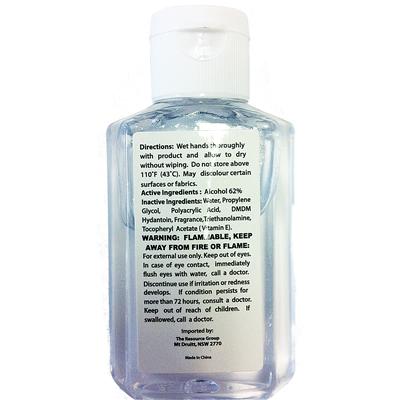 Directions: Wet hands thoroughly
with product and allow to dry
without wiping. Do not store above
110°F (43°C). May discolour certain
surfaces or fabrics.
Active Ingredients : Alcohol 62%
Inactive Ingredients: Water, Propylene
Glycol, Polyacrylic Acid, DMDM
Hydantoin, Fragrance,Triethanolamine,
Tocopheryl Acetate (Vitamin E).
WARNING: FLAMMABLE, KEEP
AWAY FROM FIRE OR FLAME:
For external use only. Keep out of eyes.
In case of eye contact, immediately
flush eyes with water, call a doctor.
Discontinue use if irritation or redness
develops. If condition persists for
more than 72 hours, consult a doctor.
Keep out of reach of children. If
swallowed, call a doctor.
Imported by:
The Resource Group
Mt Druitt, NSW 2770
Made in China